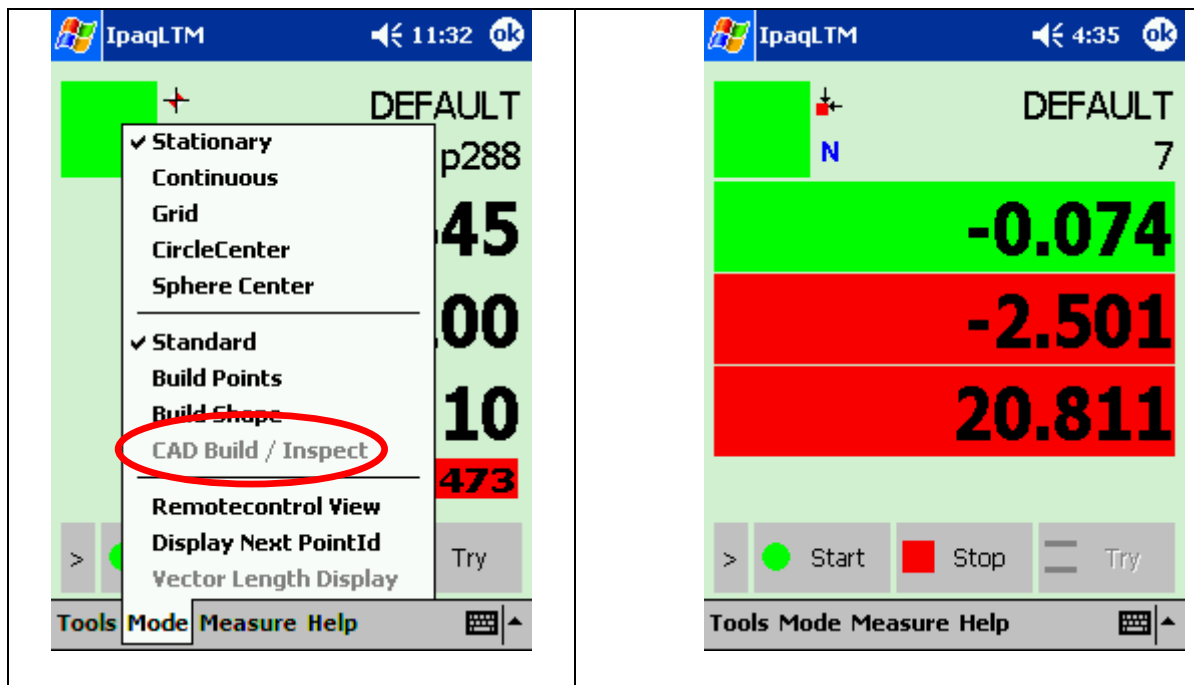 IpaqLTM 11:32 ok
DEFAULT
p288
45
00
10
473
Stationary
Continuous
Grid
CircleCenter
Sphere Center
Standard
Build Points
Build Shape
CAD Build / Inspect
Remotecontrol View
Display Next PointId
Vector Length Display
> Try
Tools Mode Measure Help
IpaqLTM 4:35 ok
DEFAULT
N 7
-0.074
-2.501
20.811
> Start Stop Try
Tools Mode Measure Help